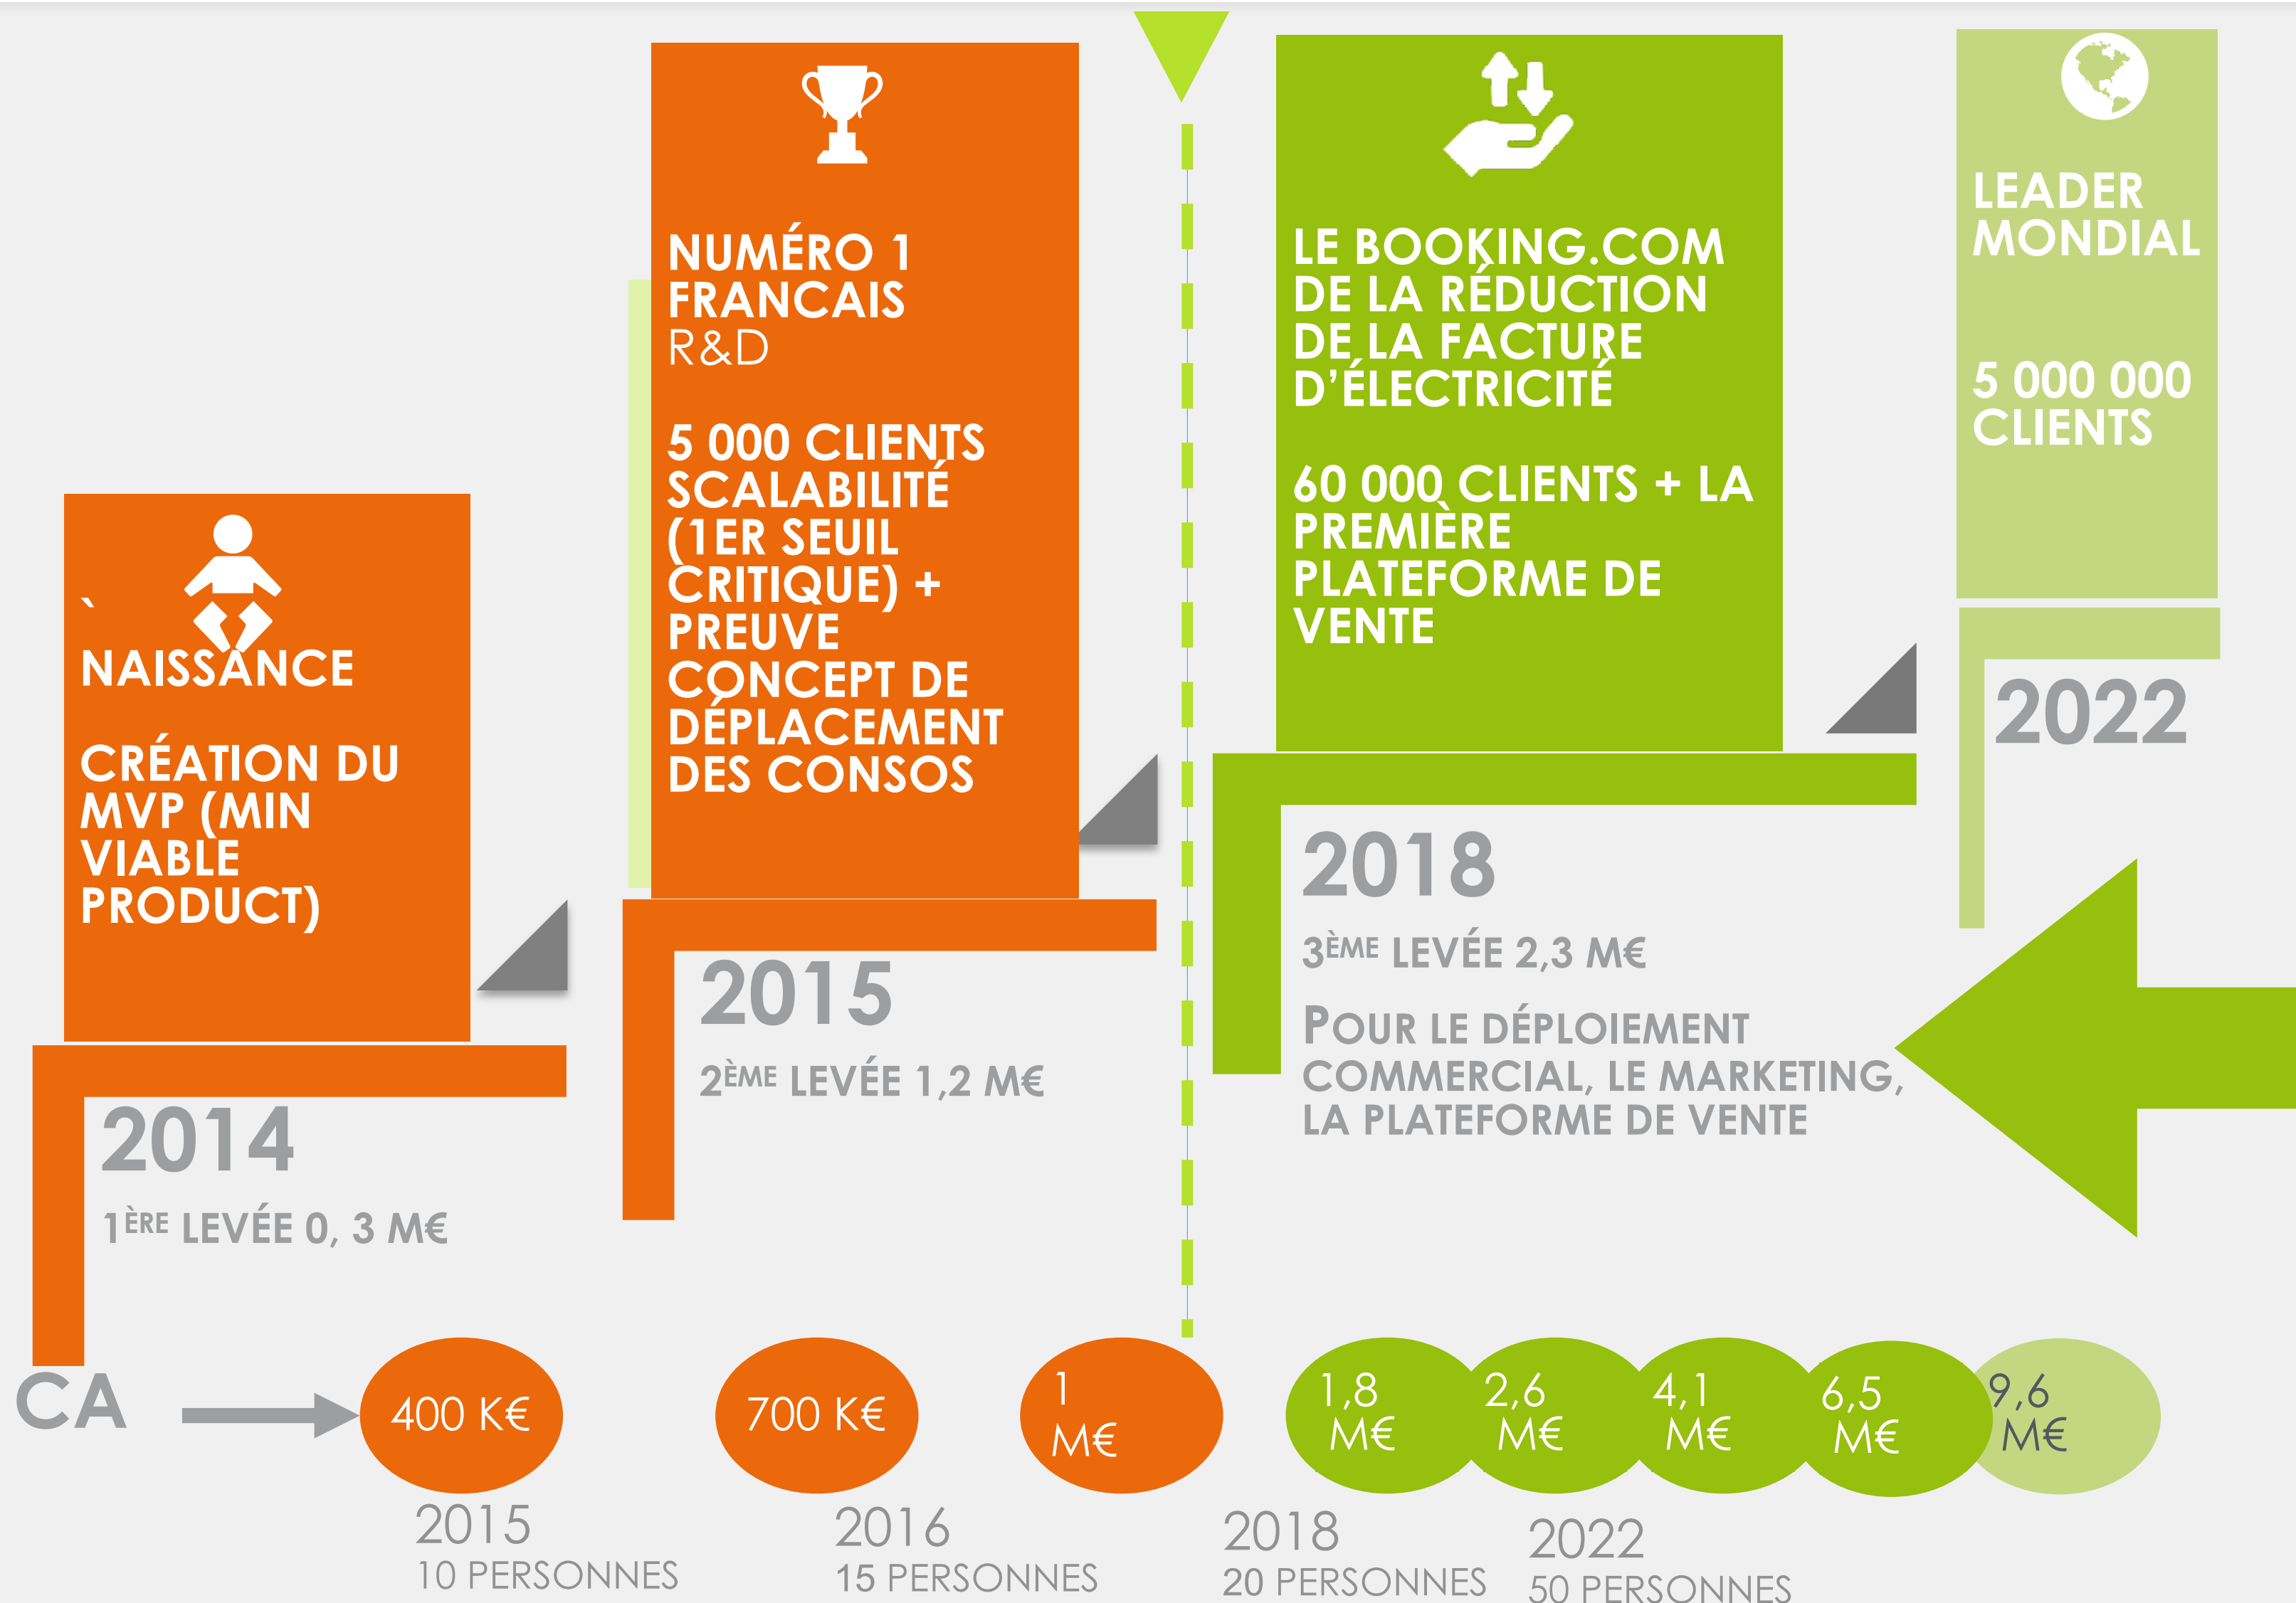 `
NAISSANCE
CRÉATION DU
MVP (MIN
VIABLE
PRODUCT)
2014
1ÈRE LEVÉE 0, 3 M€
NUMÉRO 1
FRANCAIS
R&D
5 000 CLIENTS
SCALABILITÉ
(1ER SEUIL
CRITIQUE) +
PREUVE
CONCEPT DE
DÉPLACEMENT
DES CONSOS
2015
2ÈME LEVÉE 1,2 M€
LE BOOKING.COM
DE LA RÉDUCTION
DE LA FACTURE
D'ÉLECTRICITÉ
60 000 CLIENTS + LA
PREMIÈRE
PLATEFORME DE
VENTE
2018
3ÈME LEVÉE 2,3 M€
POUR LE DÉPLOIEMENT
COMMERCIAL, LE MARKETING,
LA PLATEFORME DE VENTE
LEADER
MONDIAL
5 000 000
CLIENTS
2022
CA
400 K€
700 K€
1
M€
1,8
M€
2,6
M€
4,1
M€
6,5
M€
9,6
M€
2015
10 PERSONNES
2016
15 PERSONNES
2018
20 PERSONNES
2022
50 PERSONNES